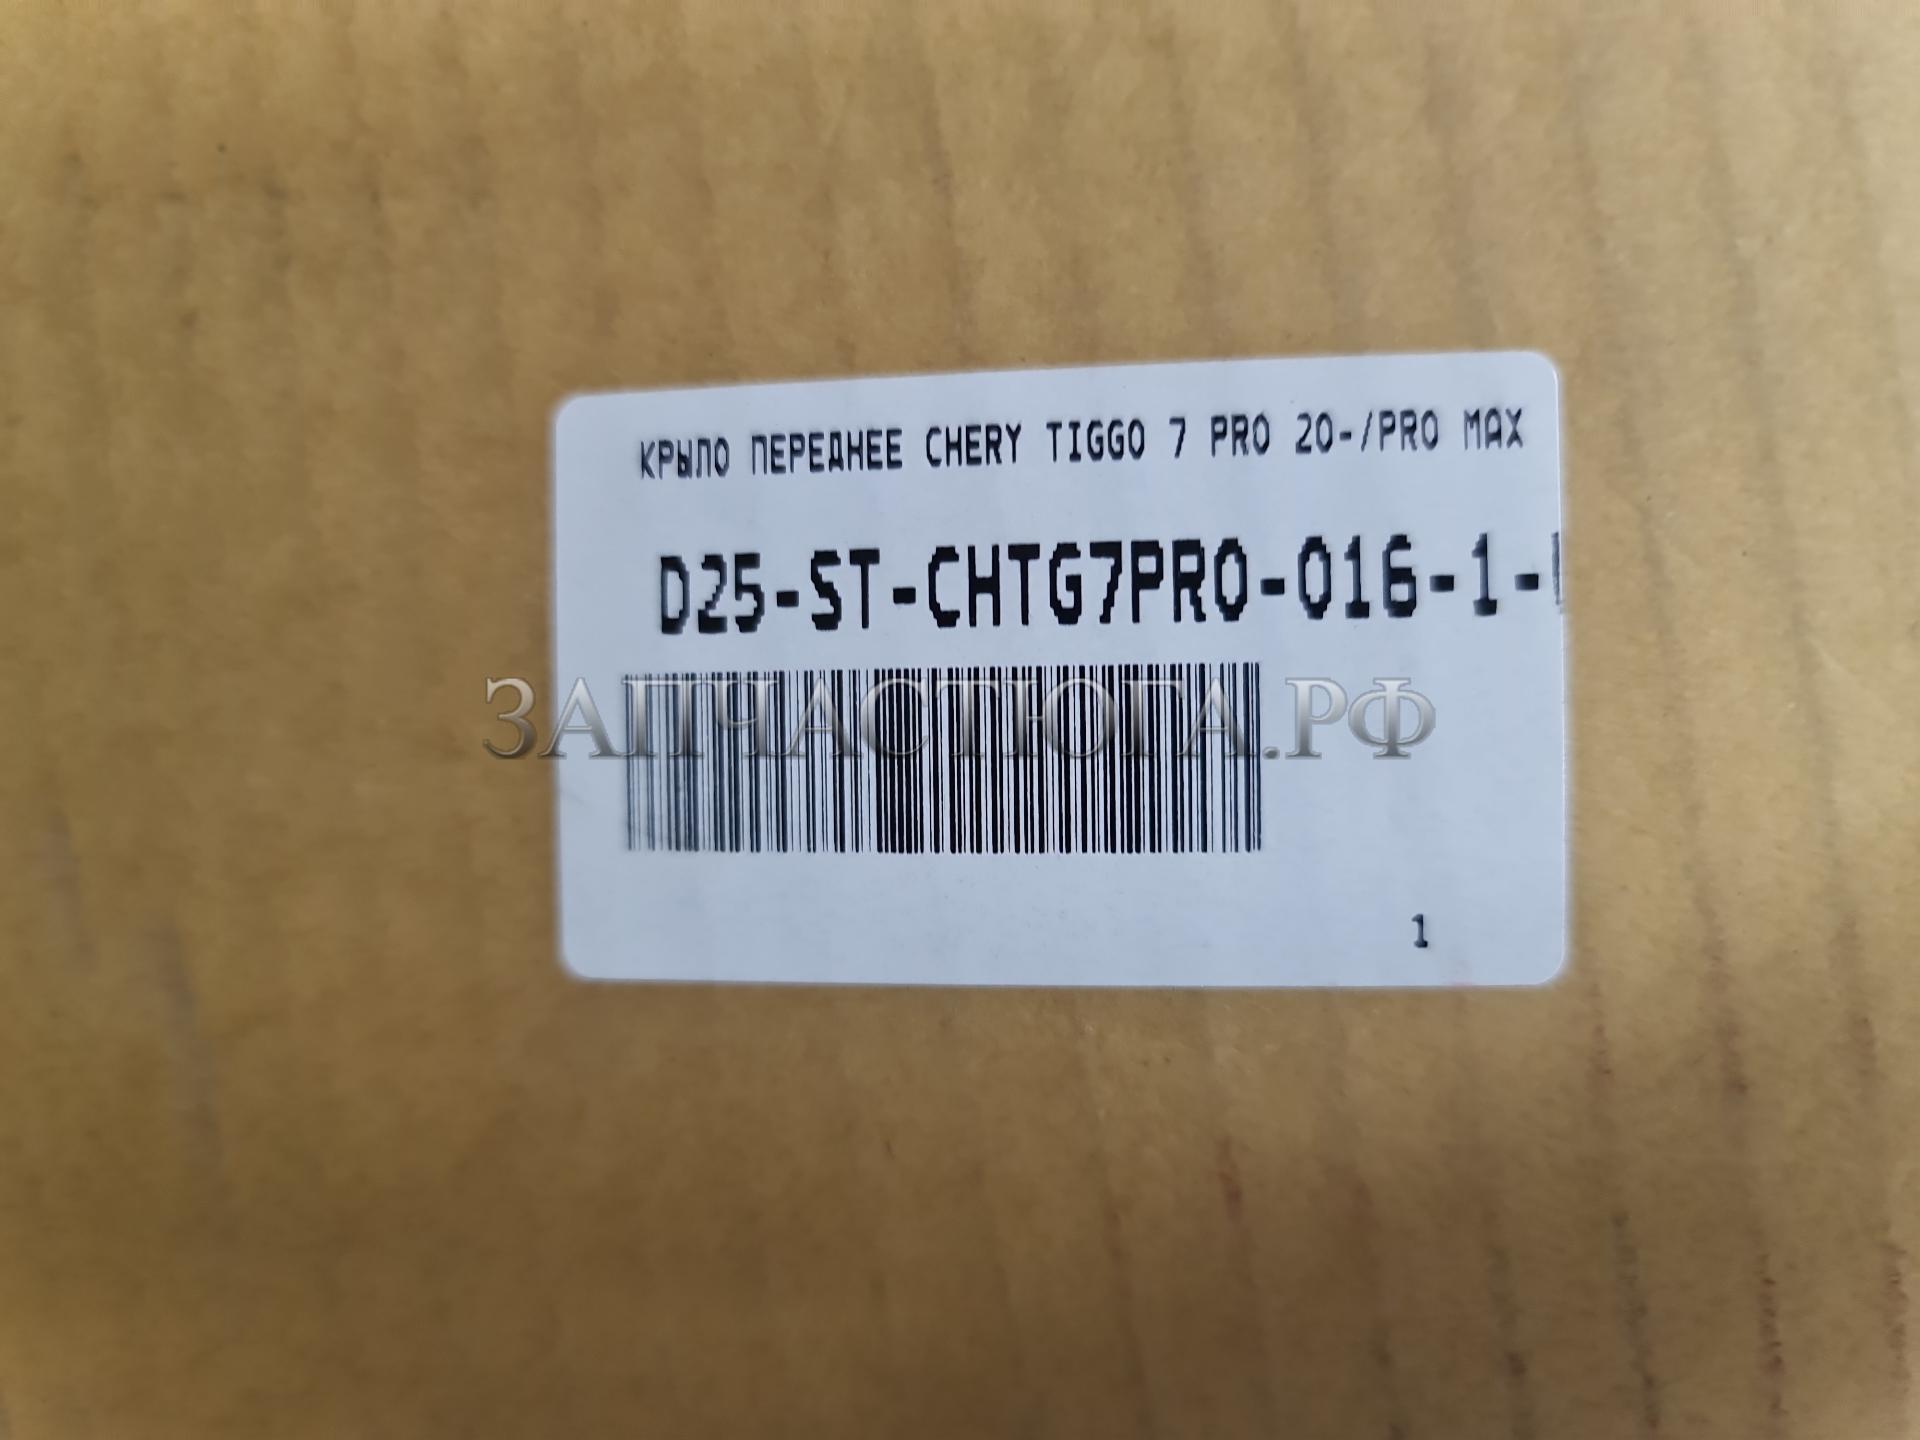 КРЫЛО ПЕРЕДНЕЕ CHERY TIGGO 7 PRO 20-/PRO MAX
D25-ST-CHTG7PRO-016-1-
ЗАПЧАСТЮГА.РФ
1